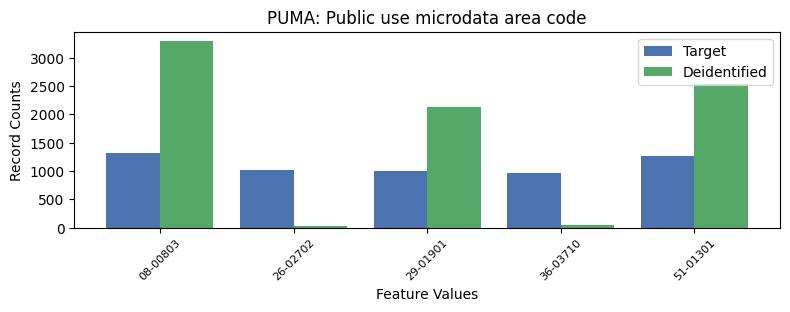 PUMA: Public use microdata area code
Target
Deidentified
Record Counts
3000
2500
2000
1500
1000
500
0
08-00803
26-02702
29-01901
36-03710
51-01301
Feature Values